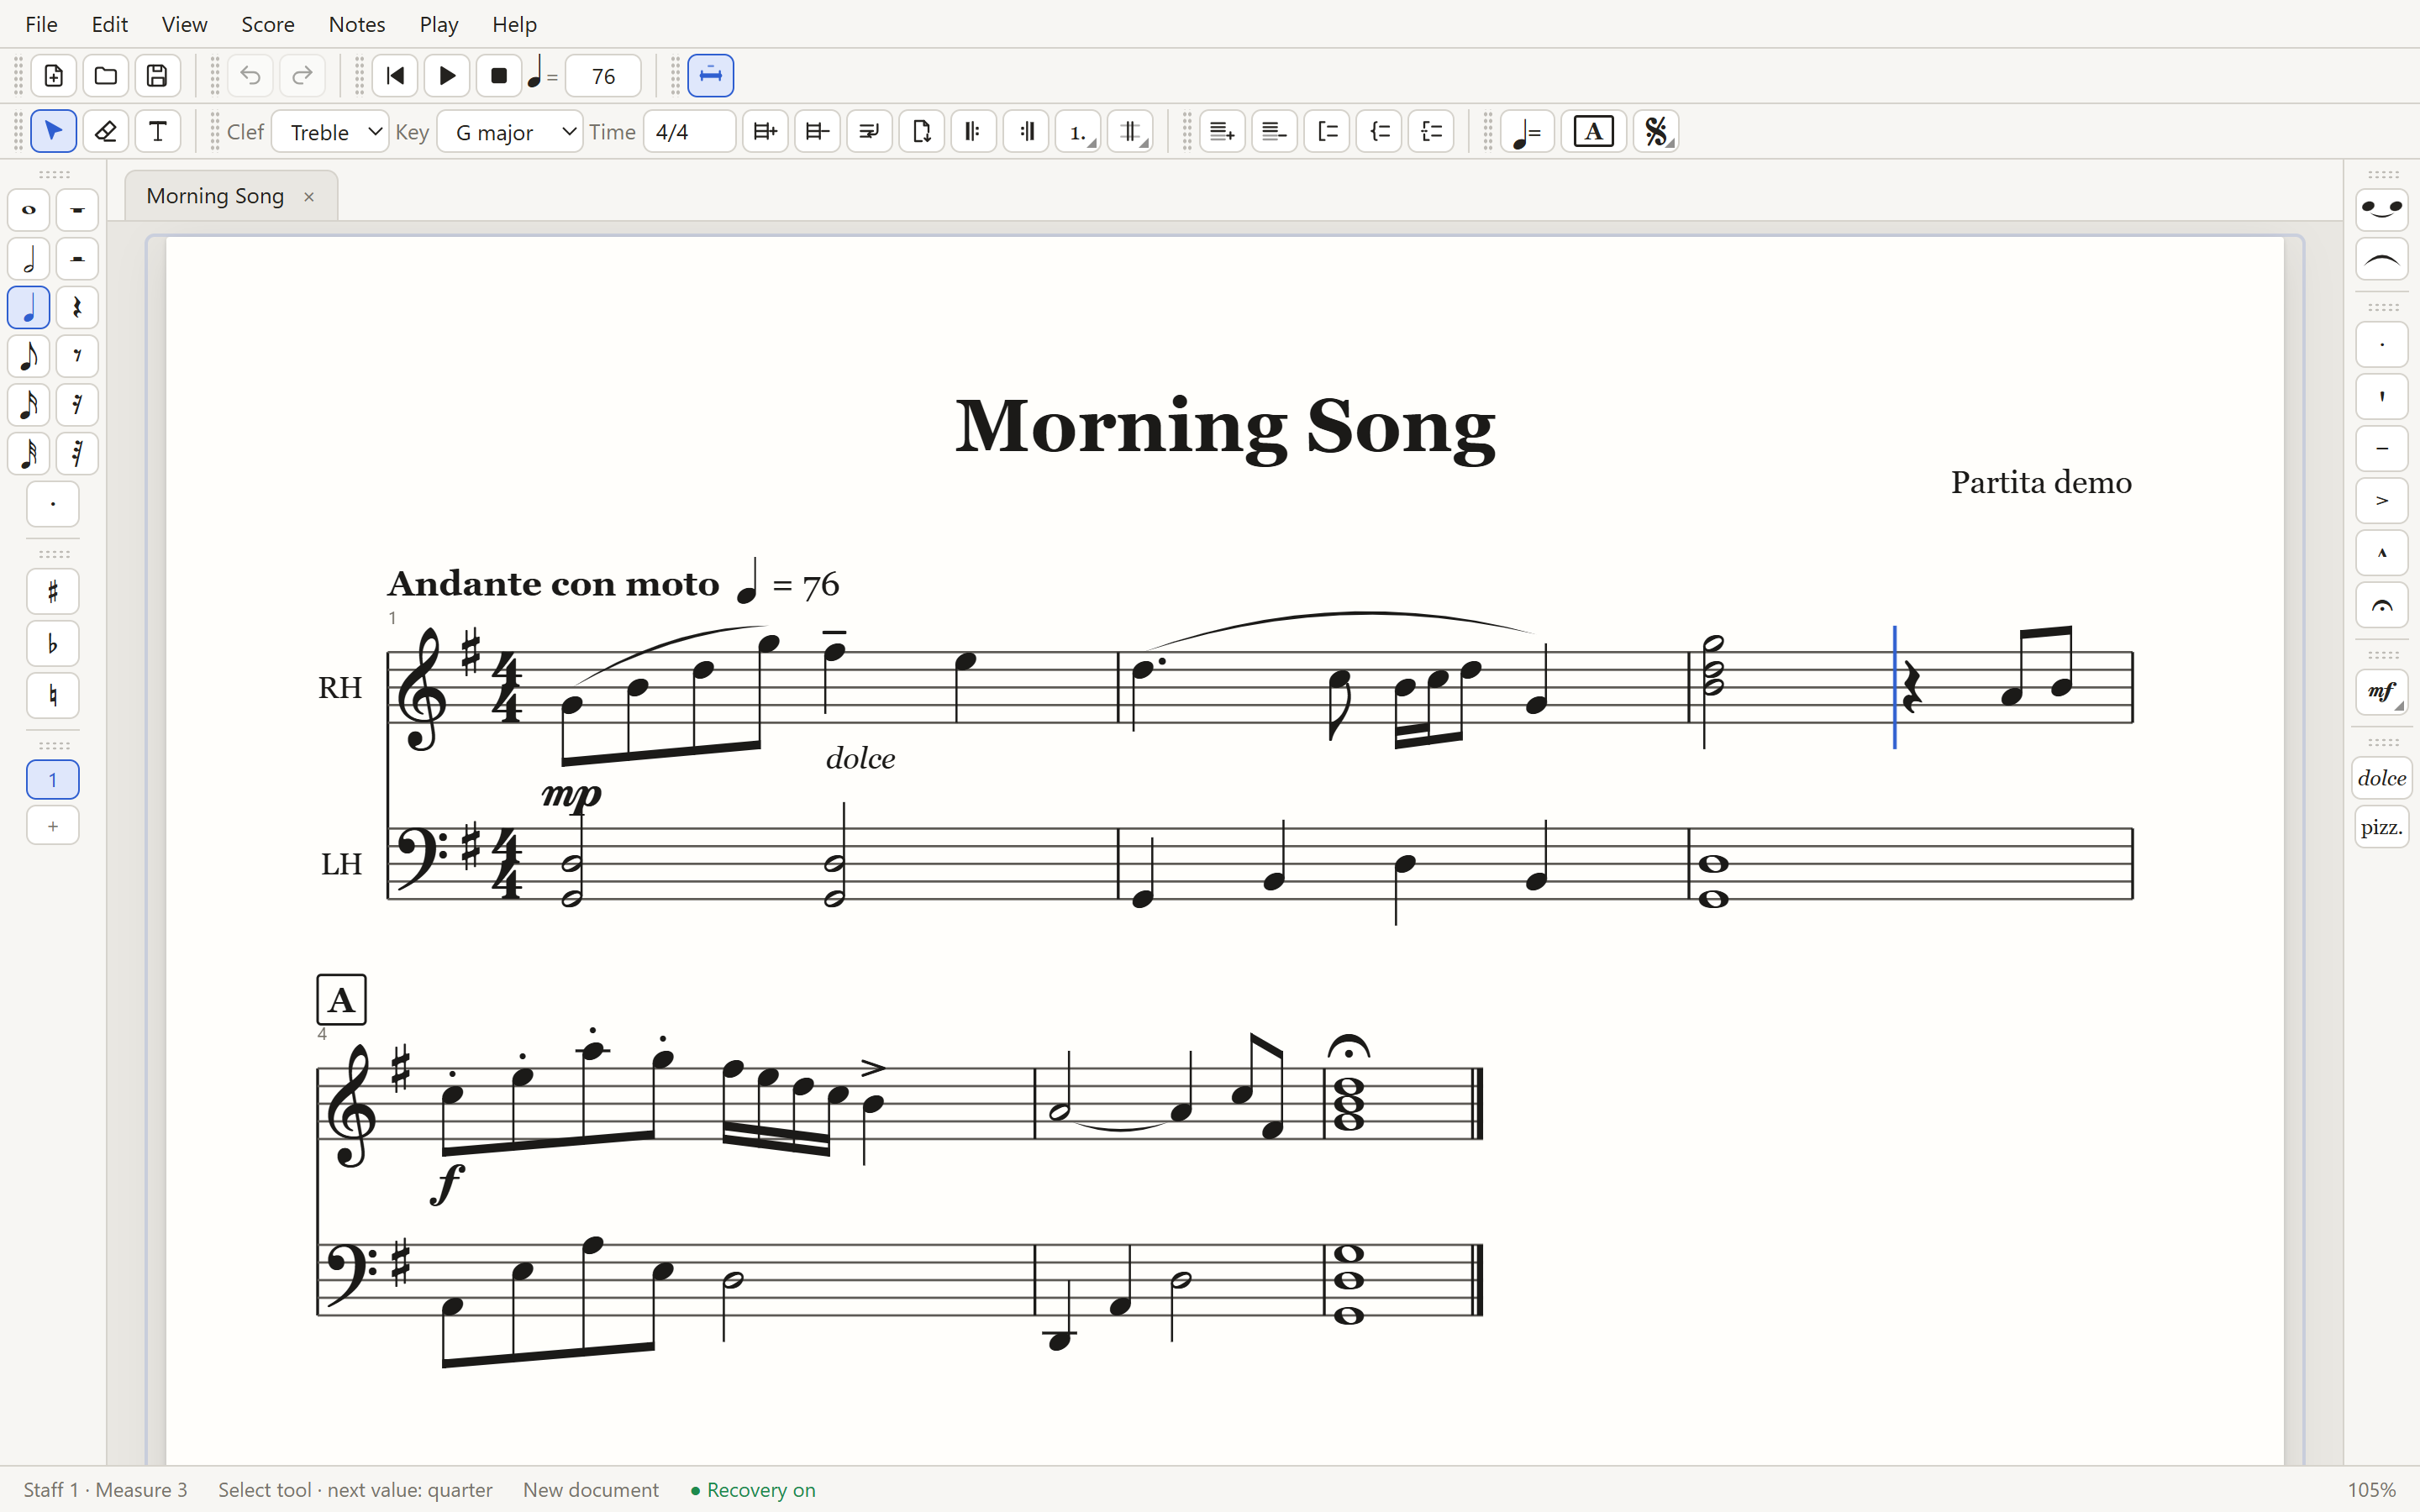 File Edit View Score Notes Play Help
= 76
Clef Treble Key G major Time 4/4 1. = A
Morning Song ×
Morning Song
Partita demo
Andante con moto = 76
1
RH
dolce
mp
LH
A
4
f
1
+
mf
dolce
pizz.
Staff 1 · Measure 3 Select tool · next value: quarter New document ● Recovery on 105%